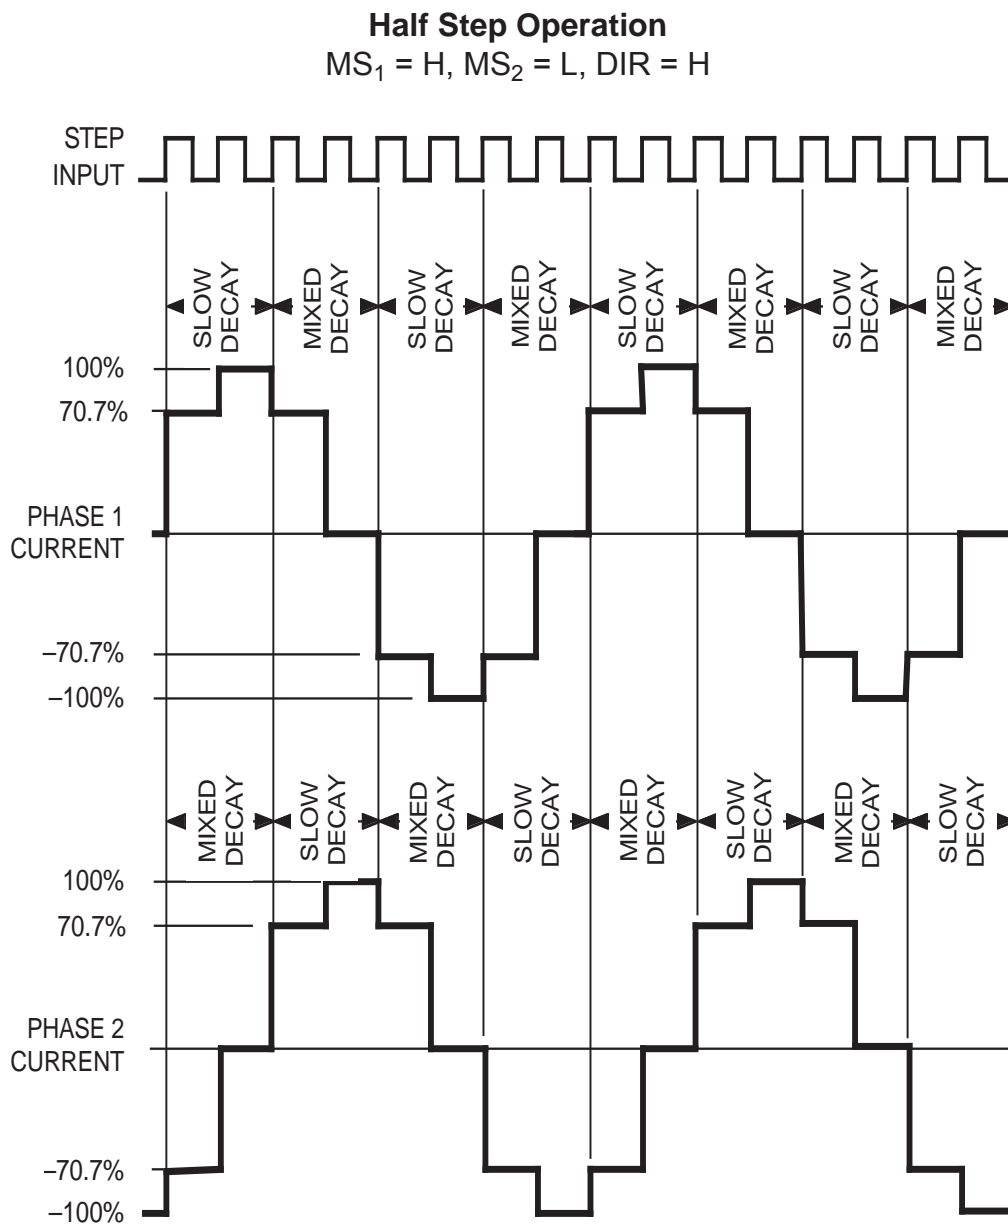 Half Step Operation
MS₁ = H, MS₂ = L, DIR = H
STEP
INPUT
SLOW
DECAY
MIXED
DECAY
SLOW
DECAY
MIXED
DECAY
SLOW
DECAY
MIXED
DECAY
SLOW
DECAY
MIXED
DECAY
100%
70.7%
PHASE 1
CURRENT
–70.7%
–100%
MIXED
DECAY
SLOW
DECAY
MIXED
DECAY
SLOW
DECAY
MIXED
DECAY
SLOW
DECAY
MIXED
DECAY
SLOW
DECAY
100%
70.7%
PHASE 2
CURRENT
–70.7%
–100%